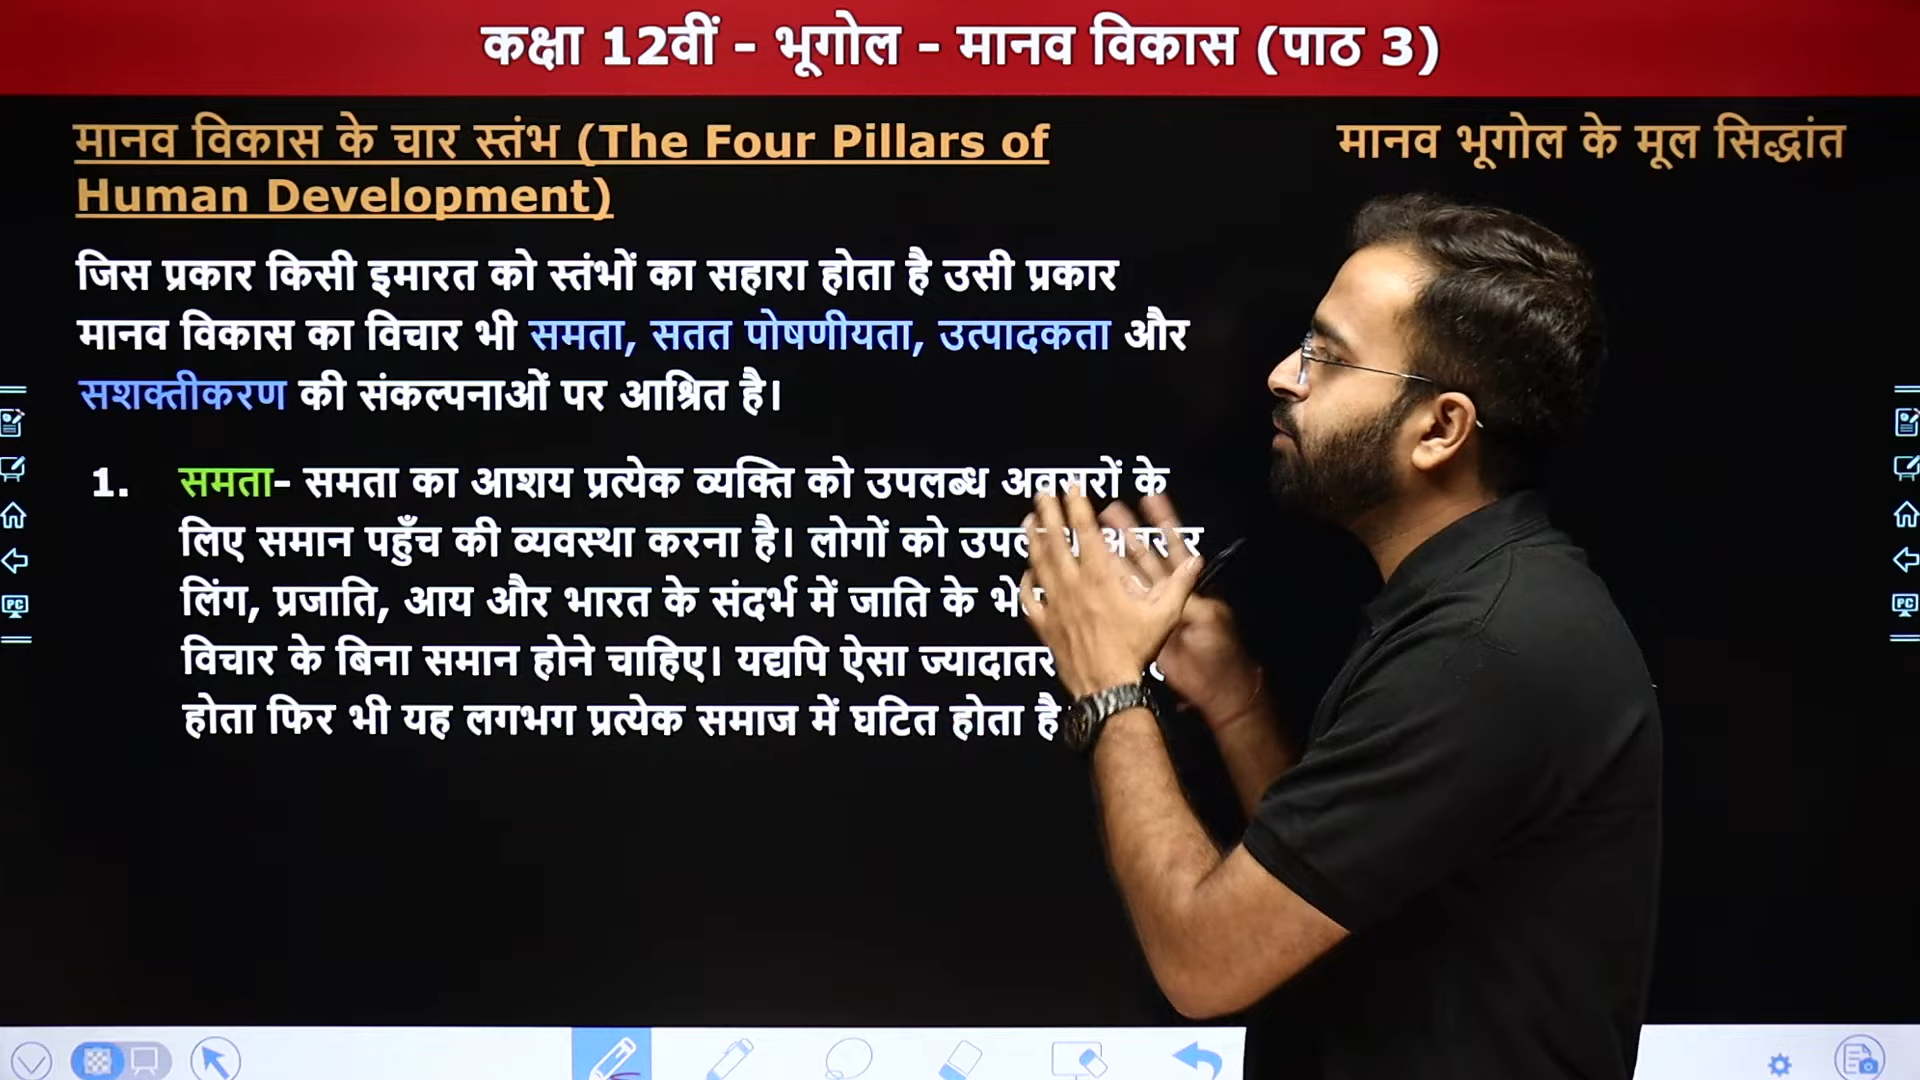 कक्षा 12वीं - भूगोल - मानव विकास (पाठ 3)
मानव विकास के चार स्तंभ (The Four Pillars of
Human Development)
मानव भूगोल के मूल सिद्धांत
जिस प्रकार किसी इमारत को स्तंभों का सहारा होता है उसी प्रकार
मानव विकास का विचार भी समता, सतत पोषणीयता, उत्पादकता और
सशक्तीकरण की संकल्पनाओं पर आश्रित है।
1. समता- समता का आशय प्रत्येक व्यक्ति को उपलब्ध अवसरों के
लिए समान पहुँच की व्यवस्था करना है। लोगों को अवसर
लिंग, प्रजाति, आय और भारत के संदर्भ में जाति के
विचार के बिना समान होने चाहिए। यद्यपि ऐसा ज्यादातर
होता फिर भी यह लगभग प्रत्येक समाज में घटित होता है
PC
PC